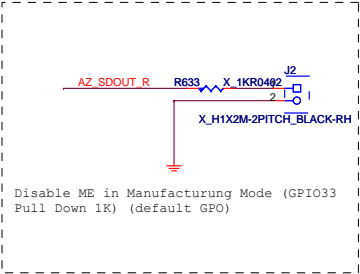 J2
AZ_SDOUT_R R633 X_1KR0402 1
2
X_H1X2M-2PITCH_BLACK-RH
Disable ME in Manufacturung Mode (GPIO33
Pull Down 1K) (default GPO)